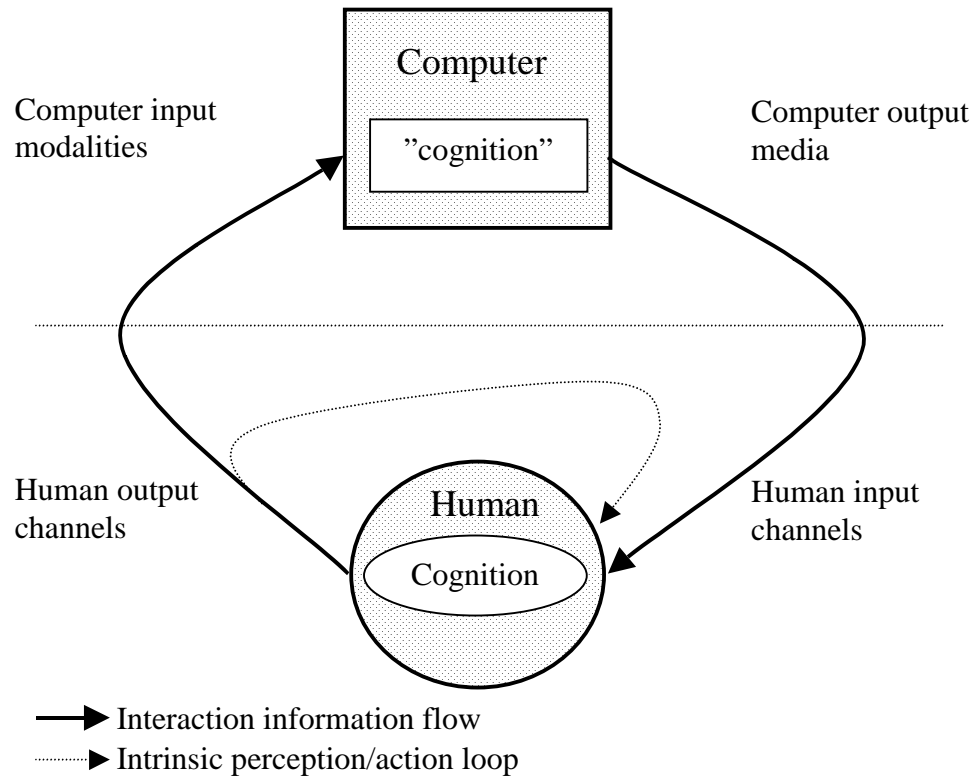 Computer
Computer input
modalities
”cognition”
Computer output
media
Human output
channels
Human
Cognition
Human input
channels
Interaction information flow
Intrinsic perception/action loop